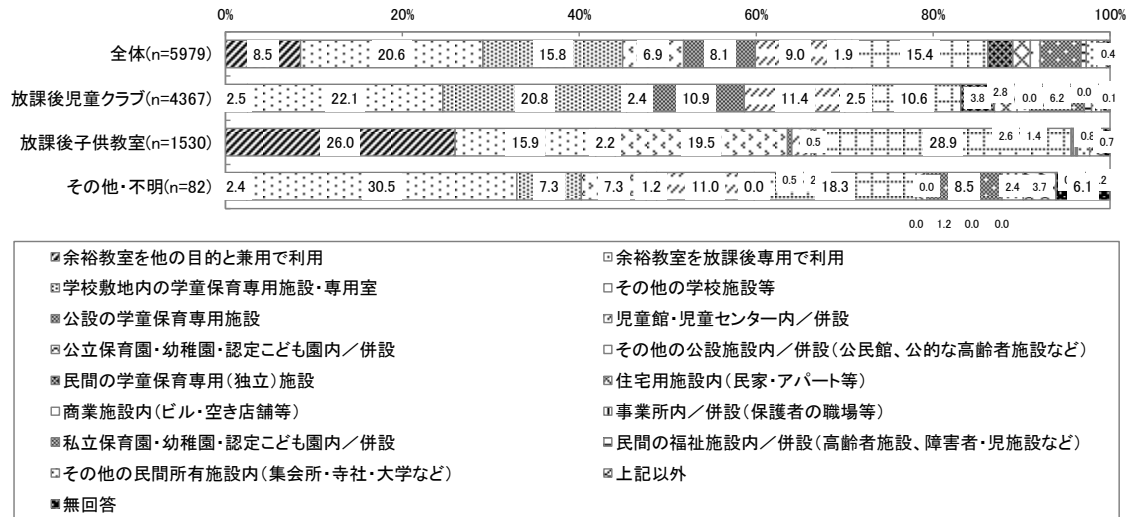 0% 20% 40% 60% 80% 100%
全体(n=5979) 8.5 20.6 15.8 6.9 8.1 9.0 1.9 15.4 0.4
放課後児童クラブ(n=4367) 2.5 22.1 20.8 2.4 10.9 11.4 2.5 10.6 3.8 2.8 0.0 6.2 0.0 0.1
放課後子供教室(n=1530) 26.0 15.9 2.2 19.5 0.5 28.9 2.6 1.4 0.8 0.7
その他・不明(n=82) 2.4 30.5 7.3 7.3 1.2 11.0 0.0 0.5 18.3 0.0 8.5 2.4 3.7 6.1
0.0 1.2 0.0 0.0
余裕教室を他の目的と兼用で利用 余裕教室を放課後専用で利用
学校敷地内の学童保育専用施設・専用室 その他の学校施設等
公設の学童保育専用施設 児童館・児童センター内／併設
公立保育園・幼稚園・認定こども園内／併設 その他の公設施設内／併設(公民館、公的な高齢者施設など)
民間の学童保育専用(独立)施設 住宅用施設内(民家・アパート等)
商業施設内(ビル・空き店舗等) 事業所内／併設(保護者の職場等)
私立保育園・幼稚園・認定こども園内／併設 民間の福祉施設内／併設(高齢者施設、障害者・児施設など)
その他の民間所有施設内(集会所・寺社・大学など) 上記以外
無回答